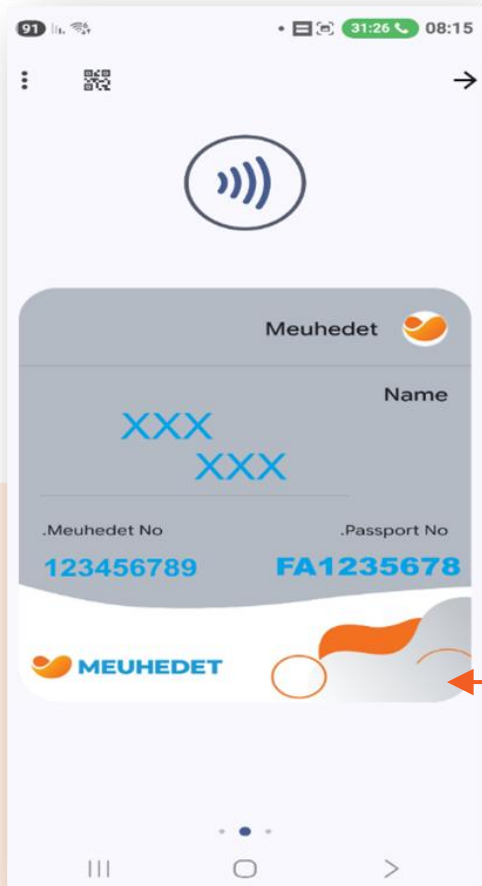 91 31:26 08:15
Meuhedet
Name
XXX
XXX
.Meuhedet No .Passport No
123456789 FA1235678
MEUHEDET